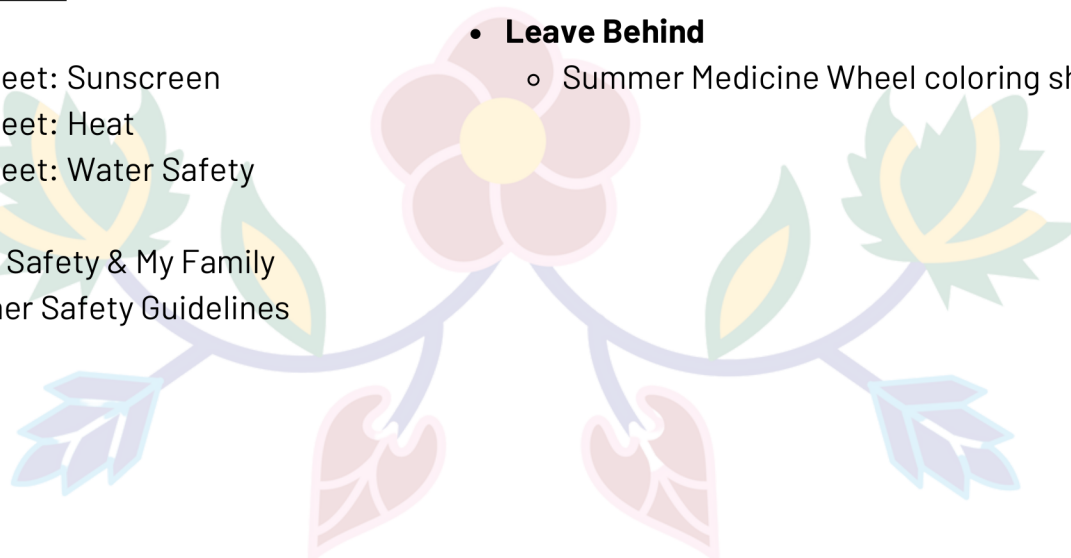 eet: Sunscreen
eet: Heat
eet: Water Safety
Safety & My Family
er Safety Guidelines
• Leave Behind
○ Summer Medicine Wheel coloring